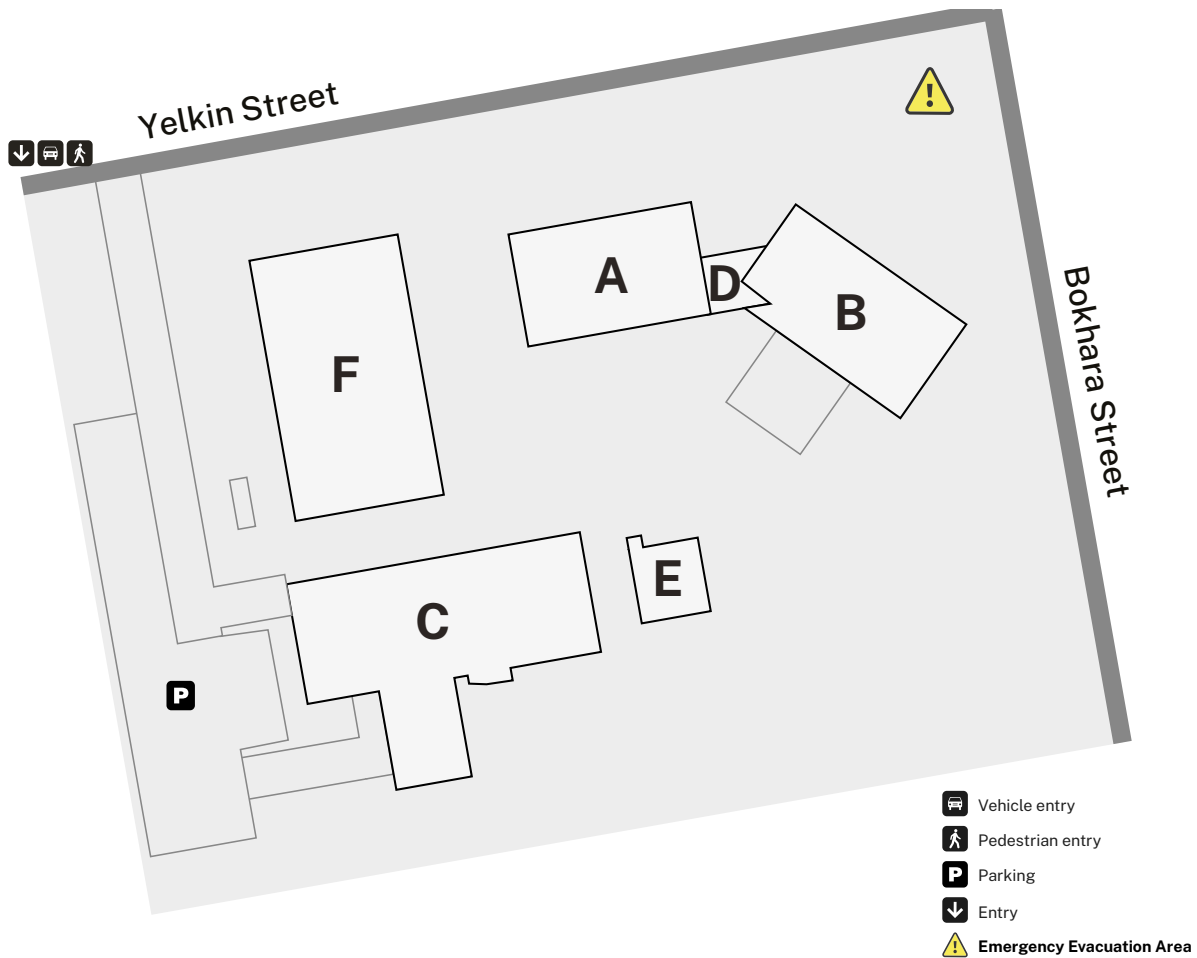 Yelkin Street
A
D
B
Bokhara Street
F
E
C
P
Vehicle entry
Pedestrian entry
P Parking
Entry
Emergency Evacuation Area